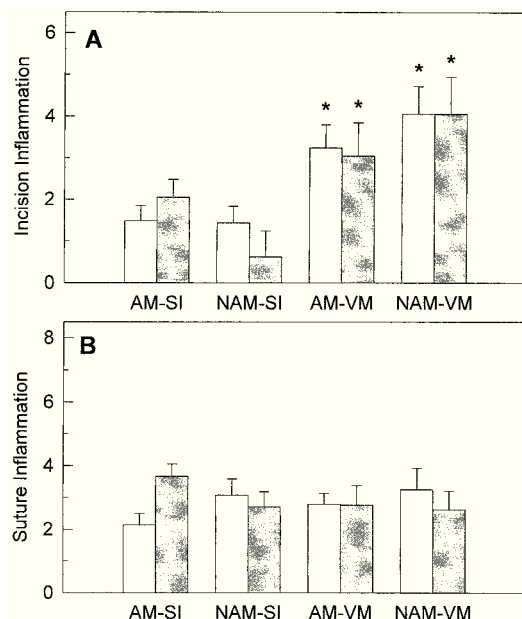 A
Incision Inflammation
6
4
2
0
* * * *
AM-SI NAM-SI AM-VM NAM-VM
B
Suture Inflammation
8
6
4
2
0
AM-SI NAM-SI AM-VM NAM-VM